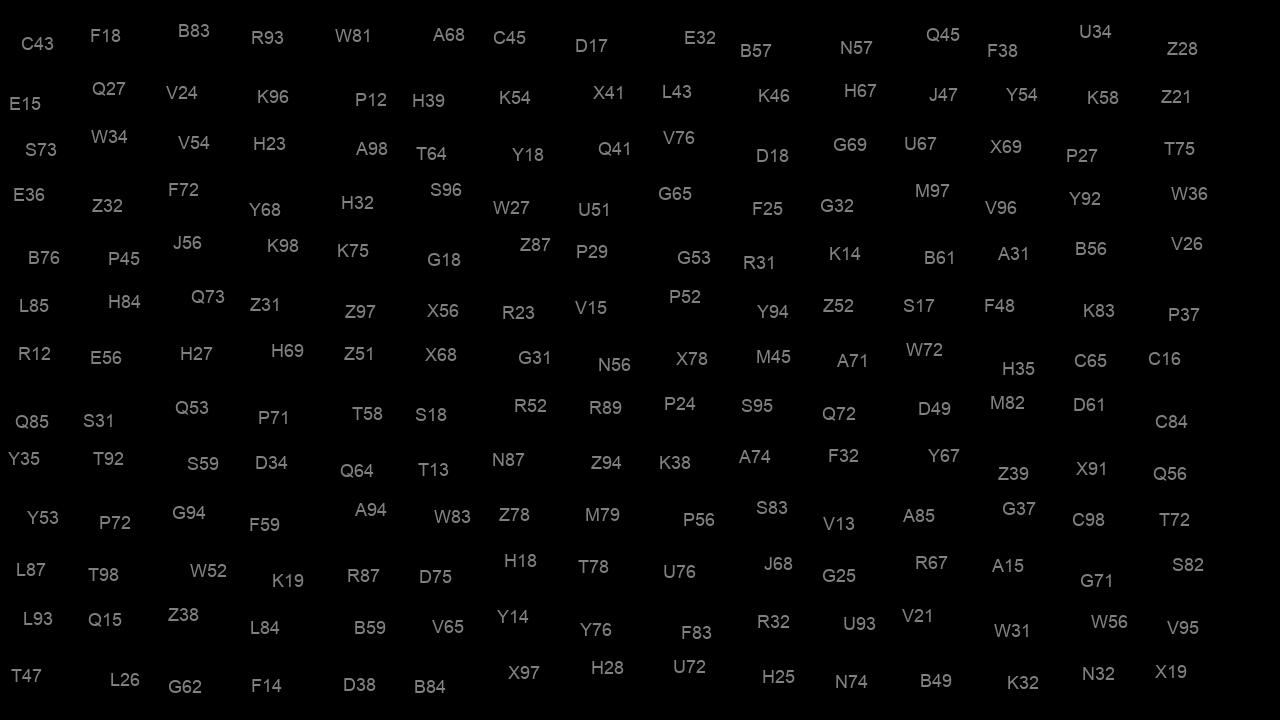 C43 F18 B83 R93 W81 A68 C45 D17 E32 B57 N57 Q45 F38 U34 Z28
E15 Q27 V24 K96 P12 H39 K54 X41 L43 K46 H67 J47 Y54 K58 Z21
S73 W34 V54 H23 A98 T64 Y18 Q41 V76 D18 G69 U67 X69 P27 T75
E36 Z32 F72 Y68 H32 S96 W27 U51 G65 F25 G32 M97 V96 Y92 W36
B76 P45 J56 K98 K75 G18 Z87 P29 G53 R31 K14 B61 A31 B56 V26
L85 H84 Q73 Z31 Z97 X56 R23 V15 P52 Y94 Z52 S17 F48 K83 P37
R12 E56 H27 H69 Z51 X68 G31 N56 X78 M45 A71 W72 H35 C65 C16
Q85 S31 Q53 P71 T58 S18 R52 R89 P24 S95 Q72 D49 M82 D61 C84
Y35 T92 S59 D34 Q64 T13 N87 Z94 K38 A74 F32 Y67 Z39 X91 Q56
Y53 P72 G94 F59 A94 W83 Z78 M79 P56 S83 V13 A85 G37 C98 T72
L87 T98 W52 K19 R87 D75 H18 T78 U76 J68 G25 R67 A15 G71 S82
L93 Q15 Z38 L84 B59 V65 Y14 Y76 F83 R32 U93 V21 W31 W56 V95
T47 L26 G62 F14 D38 B84 X97 H28 U72 H25 N74 B49 K32 N32 X19